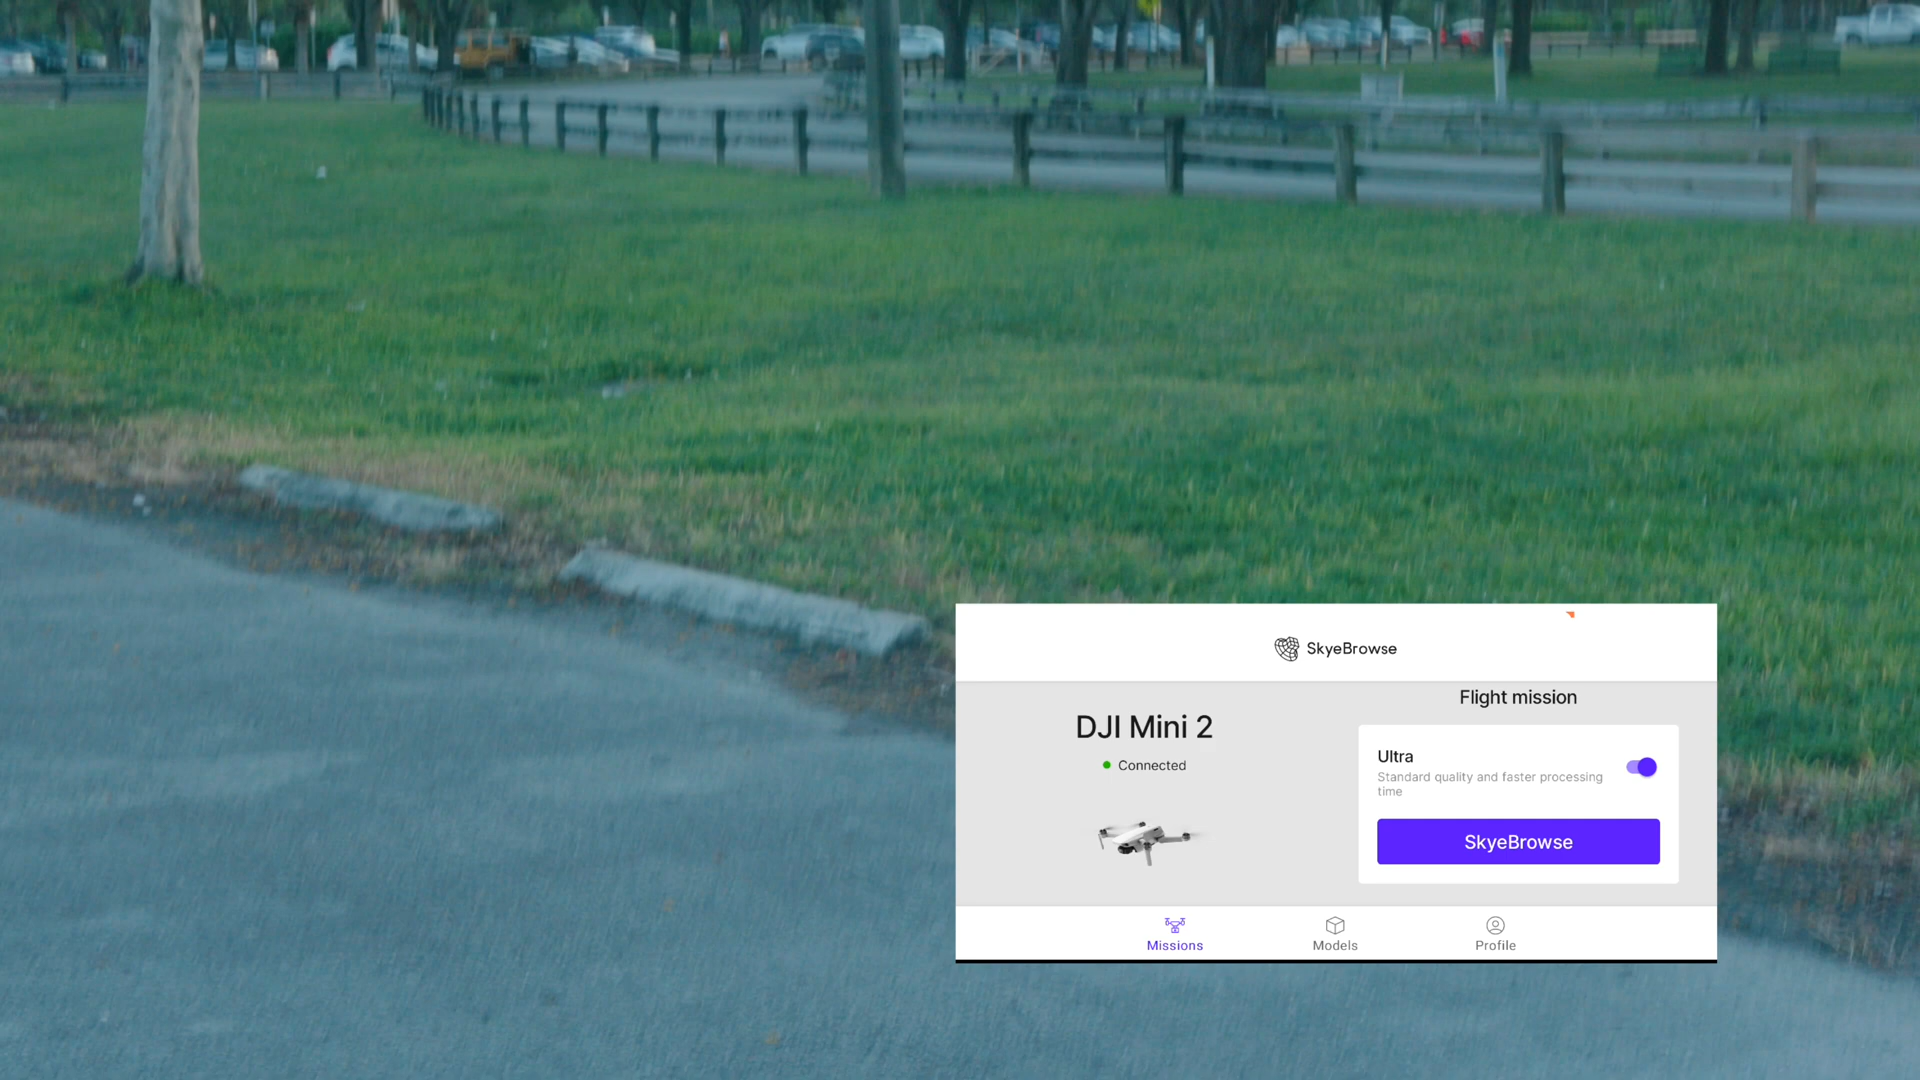 SkyeBrowse
Flight mission
DJI Mini 2
Connected
Ultra
Standard quality and faster processing
time
SkyeBrowse
Missions
Models
Profile